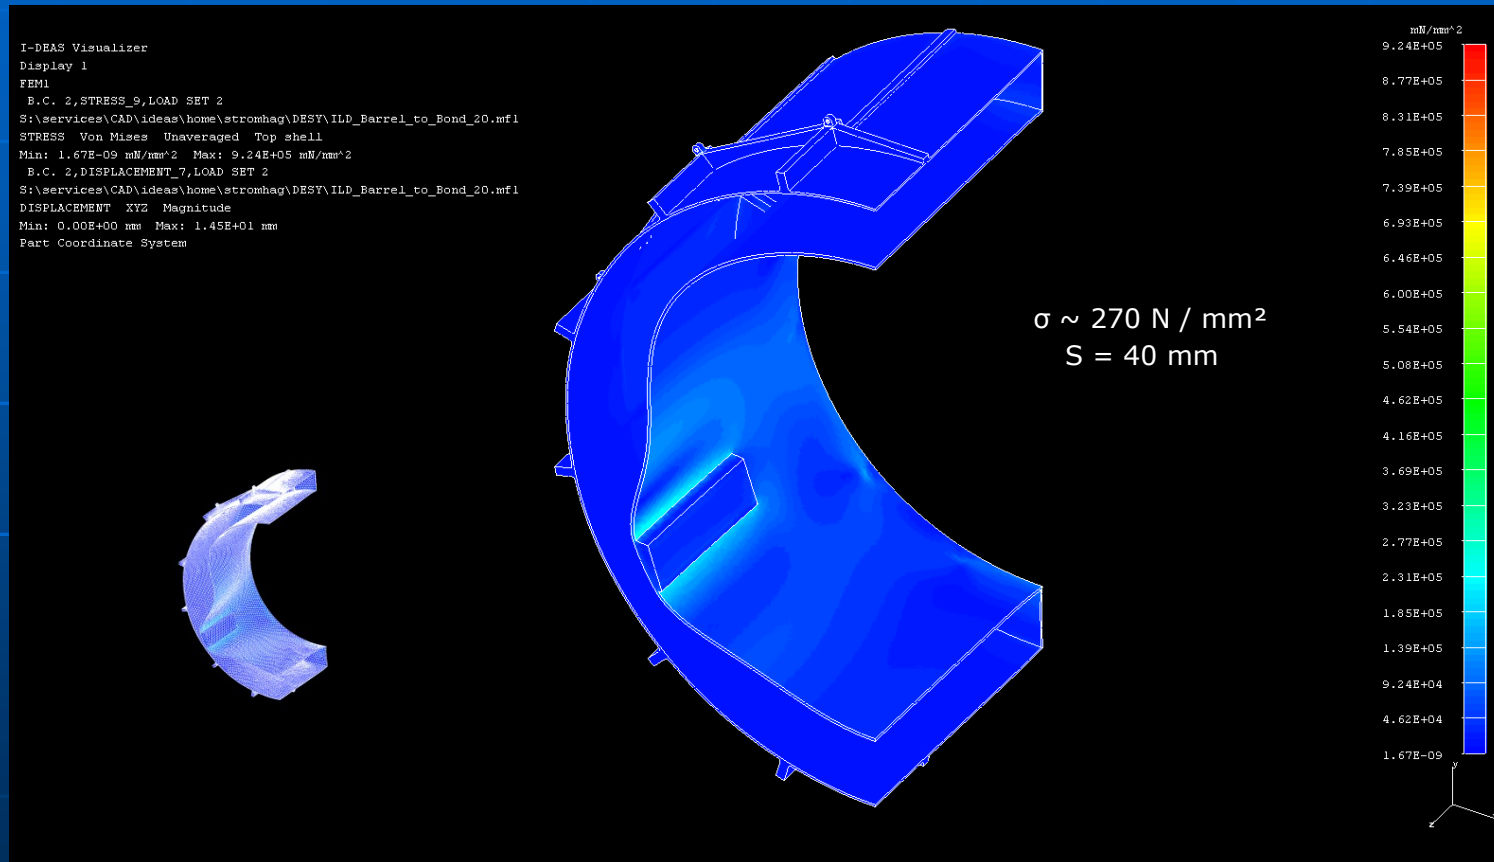 I-DEAS Visualizer
Display 1
FEM1
B.C. 2,STRESS_9,LOAD SET 2
S:\services\CAD\ideas\home\stromhag\DESY\ILD_Barrel_to_Bond_20.mf1
STRESS Von Mises Unaveraged Top shell
Min: 1.67E-09 mN/mm^2 Max: 9.24E+05 mN/mm^2
B.C. 2,DISPLACEMENT_7,LOAD SET 2
S:\services\CAD\ideas\home\stromhag\DESY\ILD_Barrel_to_Bond_20.mf1
DISPLACEMENT XYZ Magnitude
Min: 0.00E+00 mm Max: 1.45E+01 mm
Part Coordinate System
σ ~ 270 N / mm²
S = 40 mm
mN/mm^2
9.24E+05
8.77E+05
8.31E+05
7.85E+05
7.39E+05
6.93E+05
6.46E+05
6.00E+05
5.54E+05
5.08E+05
4.62E+05
4.16E+05
3.69E+05
3.23E+05
2.77E+05
2.31E+05
1.85E+05
1.39E+05
9.24E+04
4.62E+04
1.67E-09
y
z